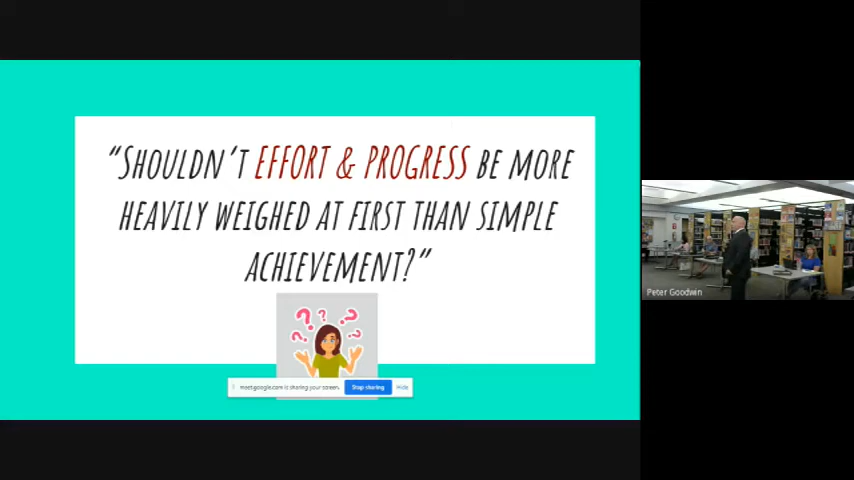 “Shouldn’t EFFORT & PROGRESS be more
heavily weighed at first than simple
achievement?”
meet.google.com is sharing your screen.
Stop sharing
Hide
Peter Goodwin